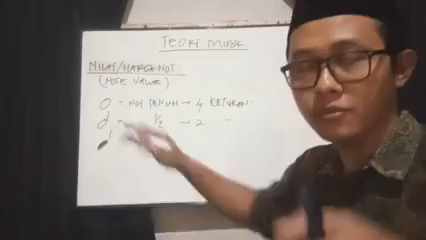 TEORI MUSIK
NILAI/HARGA NOT
(NOTE VALUE)
= NOT PENUH → 4 KETUKAN
= 1/2 → 2 "